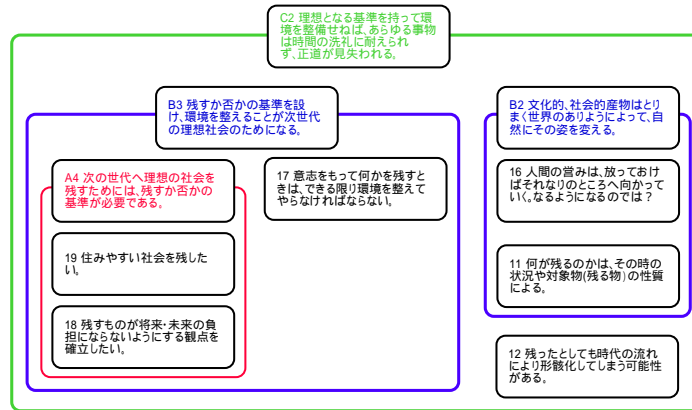 C2 理想となる基準を持って環
境を整備せねば、あらゆる事物
は時間の洗礼に耐えられ
ず、正道が見失われる。
B3 残すか否かの基準を設
け、環境を整えることが次世代
の理想社会のためになる。
A4 次の世代へ理想の社会を
残すためには、残すか否かの
基準が必要である。
19 住みやすい社会を残した
い。
18 残すものが将来・未来の負
担にならないようにする観点を
確立したい。
17 意志をもって何かを残すと
きは、できる限り環境を整えて
やらなければならない。
B2 文化的、社会的産物はとり
まく世界のありようによって、自
然にその姿を変える。
16 人間の営みは、放っておけ
ばそれなりのところへ向かって
いく。なるようになるのでは？
11 何が残るのかは、その時の
状況や対象物(残る物)の性質
による。
12 残ったとしても時代の流れ
により形骸化してしまう可能性
がある。